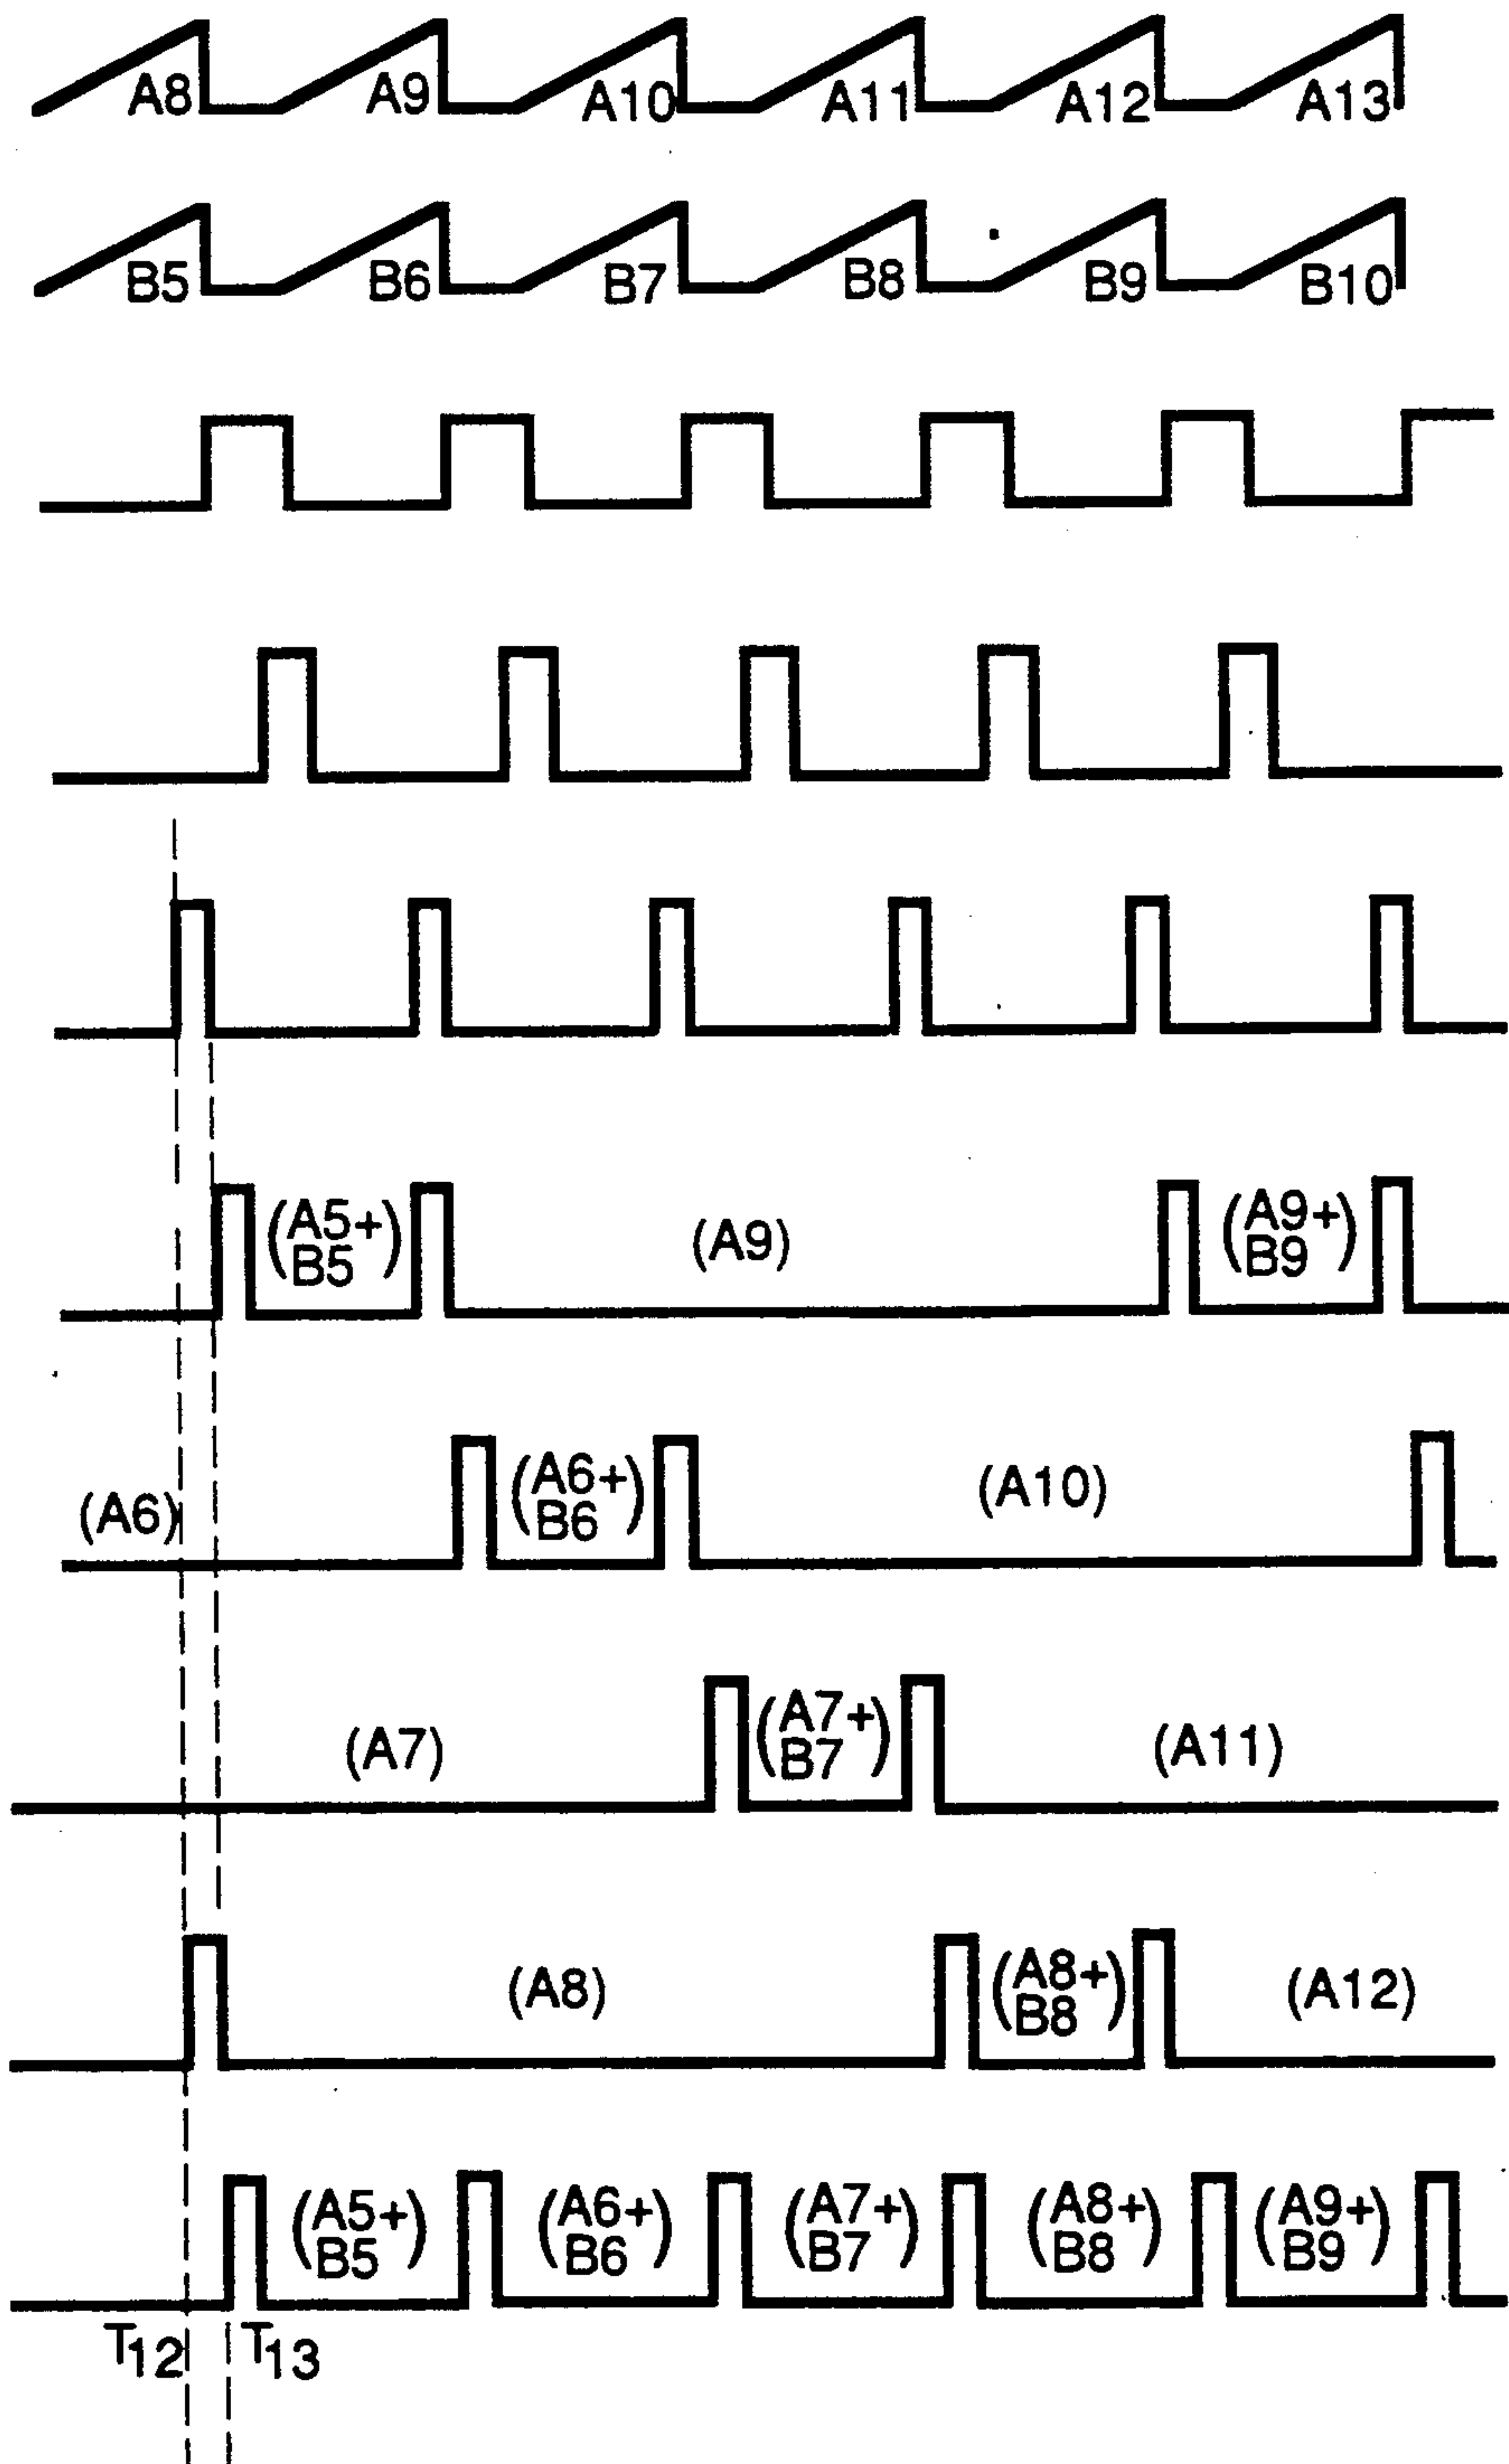 A8 A9 A10 A11 A12 A13
B5 B6 B7 B8 B9 B10
(A5+ B5) (A9) (A9+ B9)
(A6) (A6+ B6) (A10)
(A7) (A7+ B7) (A11)
(A8) (A8+ B8) (A12)
(A5+ B5) (A6+ B6) (A7+ B7) (A8+ B8) (A9+ B9)
T12 T13